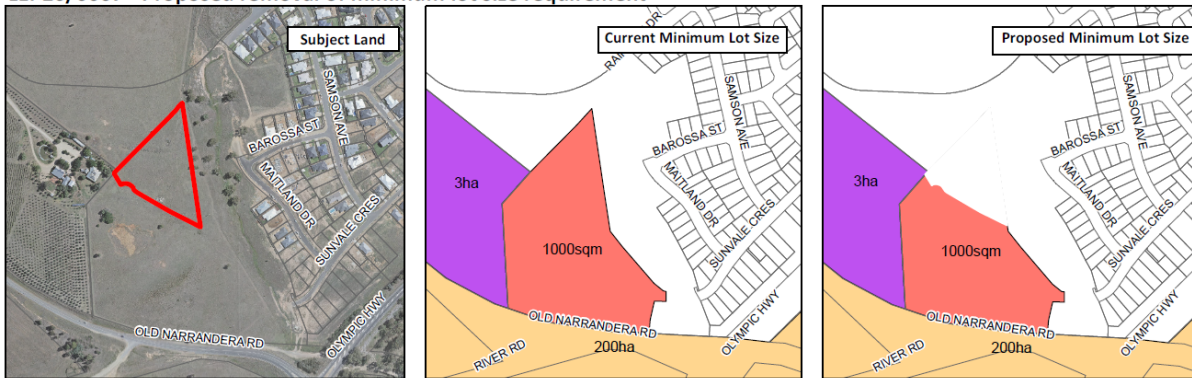 Subject Land
SAMSON AVE
BAROSSA ST
MAITLAND DR
SUNVALE CRES
OLD NARRANDERA RD
OLYMPIC HWY
Current Minimum Lot Size
SAMSON AVE
BAROSSA ST
MAITLAND DR
SUNVALE CRES
3ha
1000sqm
OLD NARRANDERA RD
OLYMPIC HWY
RIVER RD
200ha
Proposed Minimum Lot Size
SAMSON AVE
BAROSSA ST
MAITLAND DR
SUNVALE CRES
3ha
1000sqm
OLD NARRANDERA RD
OLYMPIC HWY
RIVER RD
200ha